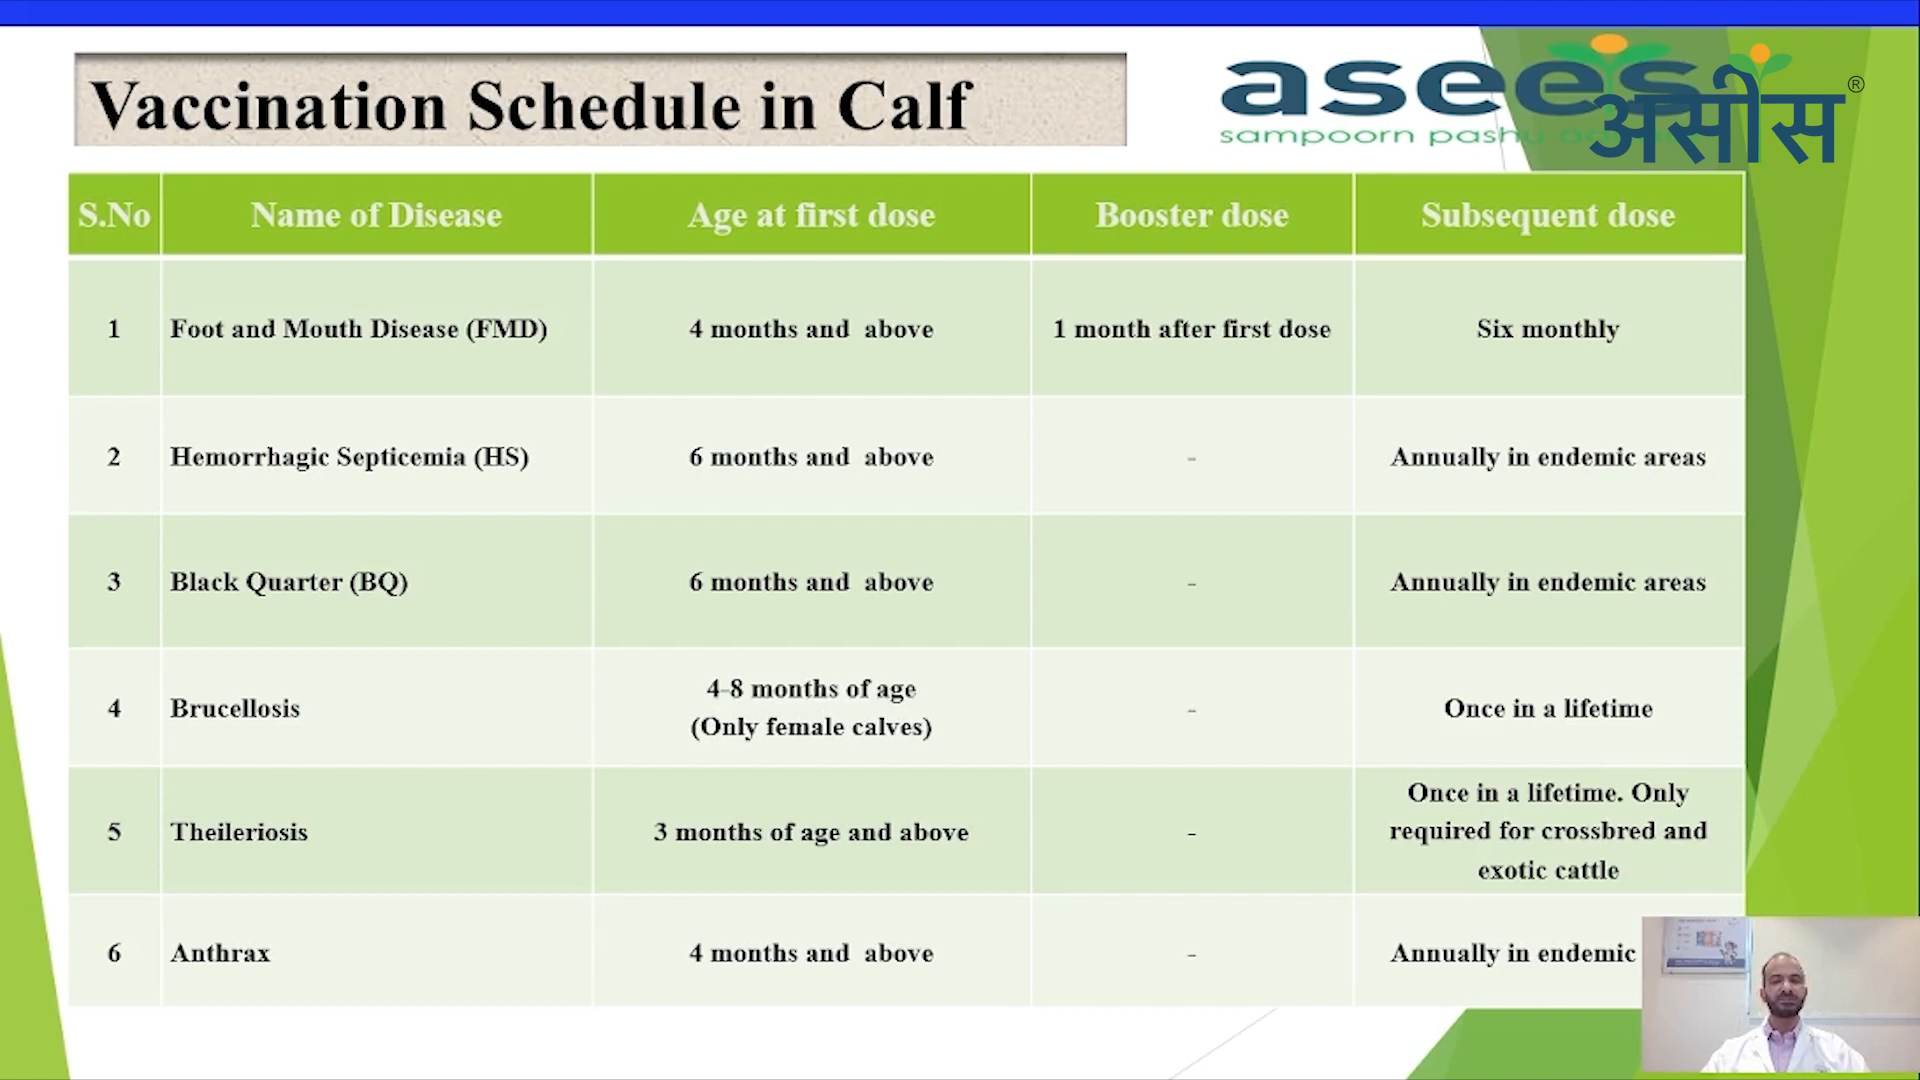 Vaccination Schedule in Calf
asees
sampoorn pashu
असीस ®
S.No Name of Disease Age at first dose Booster dose Subsequent dose
1 Foot and Mouth Disease (FMD) 4 months and above 1 month after first dose Six monthly
2 Hemorrhagic Septicemia (HS) 6 months and above - Annually in endemic areas
3 Black Quarter (BQ) 6 months and above - Annually in endemic areas
4 Brucellosis 4-8 months of age
(Only female calves) - Once in a lifetime
5 Theileriosis 3 months of age and above - Once in a lifetime. Only
required for crossbred and
exotic cattle
6 Anthrax 4 months and above - Annually in endemic